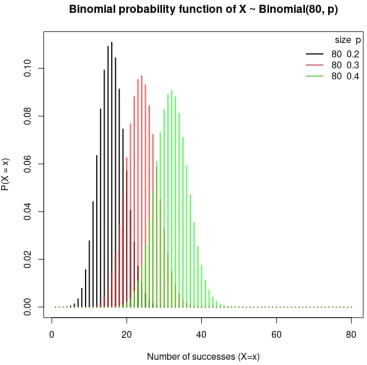 Binomial probability function of X ~ Binomial(80, p)
size p
80 0.2
80 0.3
80 0.4
P(X = x)
0.10
0.08
0.06
0.04
0.02
0.00
0 20 40 60 80
Number of successes (X=x)